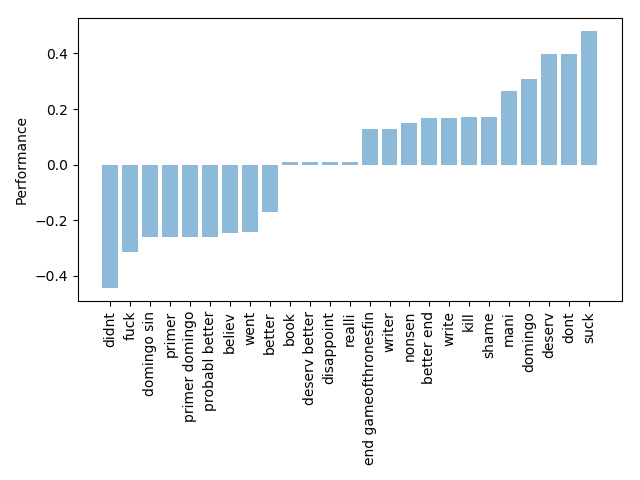 Performance
0.4
0.2
0.0
−0.2
−0.4
didnt
fuck
domingo sin
primer
primer domingo
probabl better
believ
went
better
book
deserv better
disappoint
realli
end gameofthronesfin
writer
nonsen
better end
write
kill
shame
mani
domingo
deserv
dont
suck